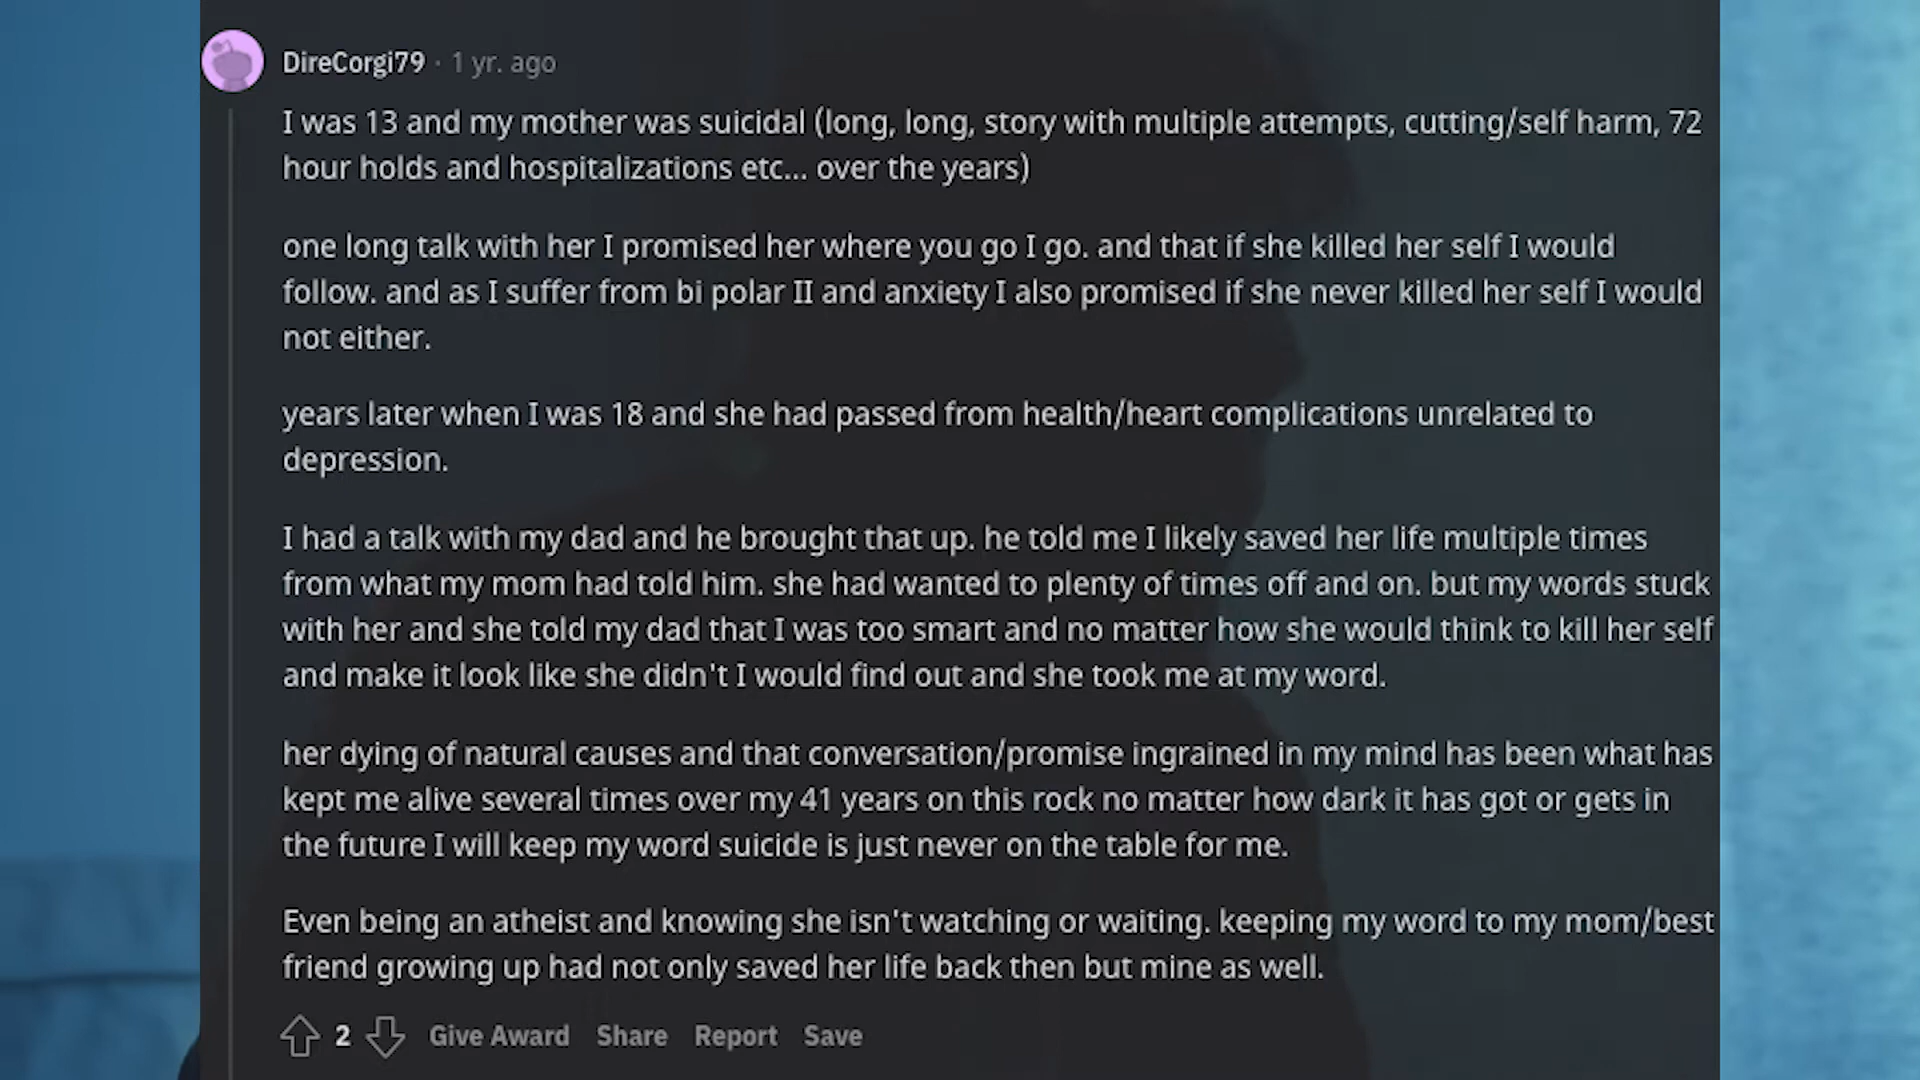 DireCorgi79 · 1 yr. ago
I was 13 and my mother was suicidal (long, long, story with multiple attempts, cutting/self harm, 72
hour holds and hospitalizations etc... over the years)
one long talk with her I promised her where you go I go. and that if she killed her self I would
follow. and as I suffer from bi polar II and anxiety I also promised if she never killed her self I would
not either.
years later when I was 18 and she had passed from health/heart complications unrelated to
depression.
I had a talk with my dad and he brought that up. he told me I likely saved her life multiple times
from what my mom had told him. she had wanted to plenty of times off and on. but my words stuck
with her and she told my dad that I was too smart and no matter how she would think to kill her self
and make it look like she didn't I would find out and she took me at my word.
her dying of natural causes and that conversation/promise ingrained in my mind has been what has
kept me alive several times over my 41 years on this rock no matter how dark it has got or gets in
the future I will keep my word suicide is just never on the table for me.
Even being an atheist and knowing she isn't watching or waiting. keeping my word to my mom/best
friend growing up had not only saved her life back then but mine as well.
2 Give Award Share Report Save